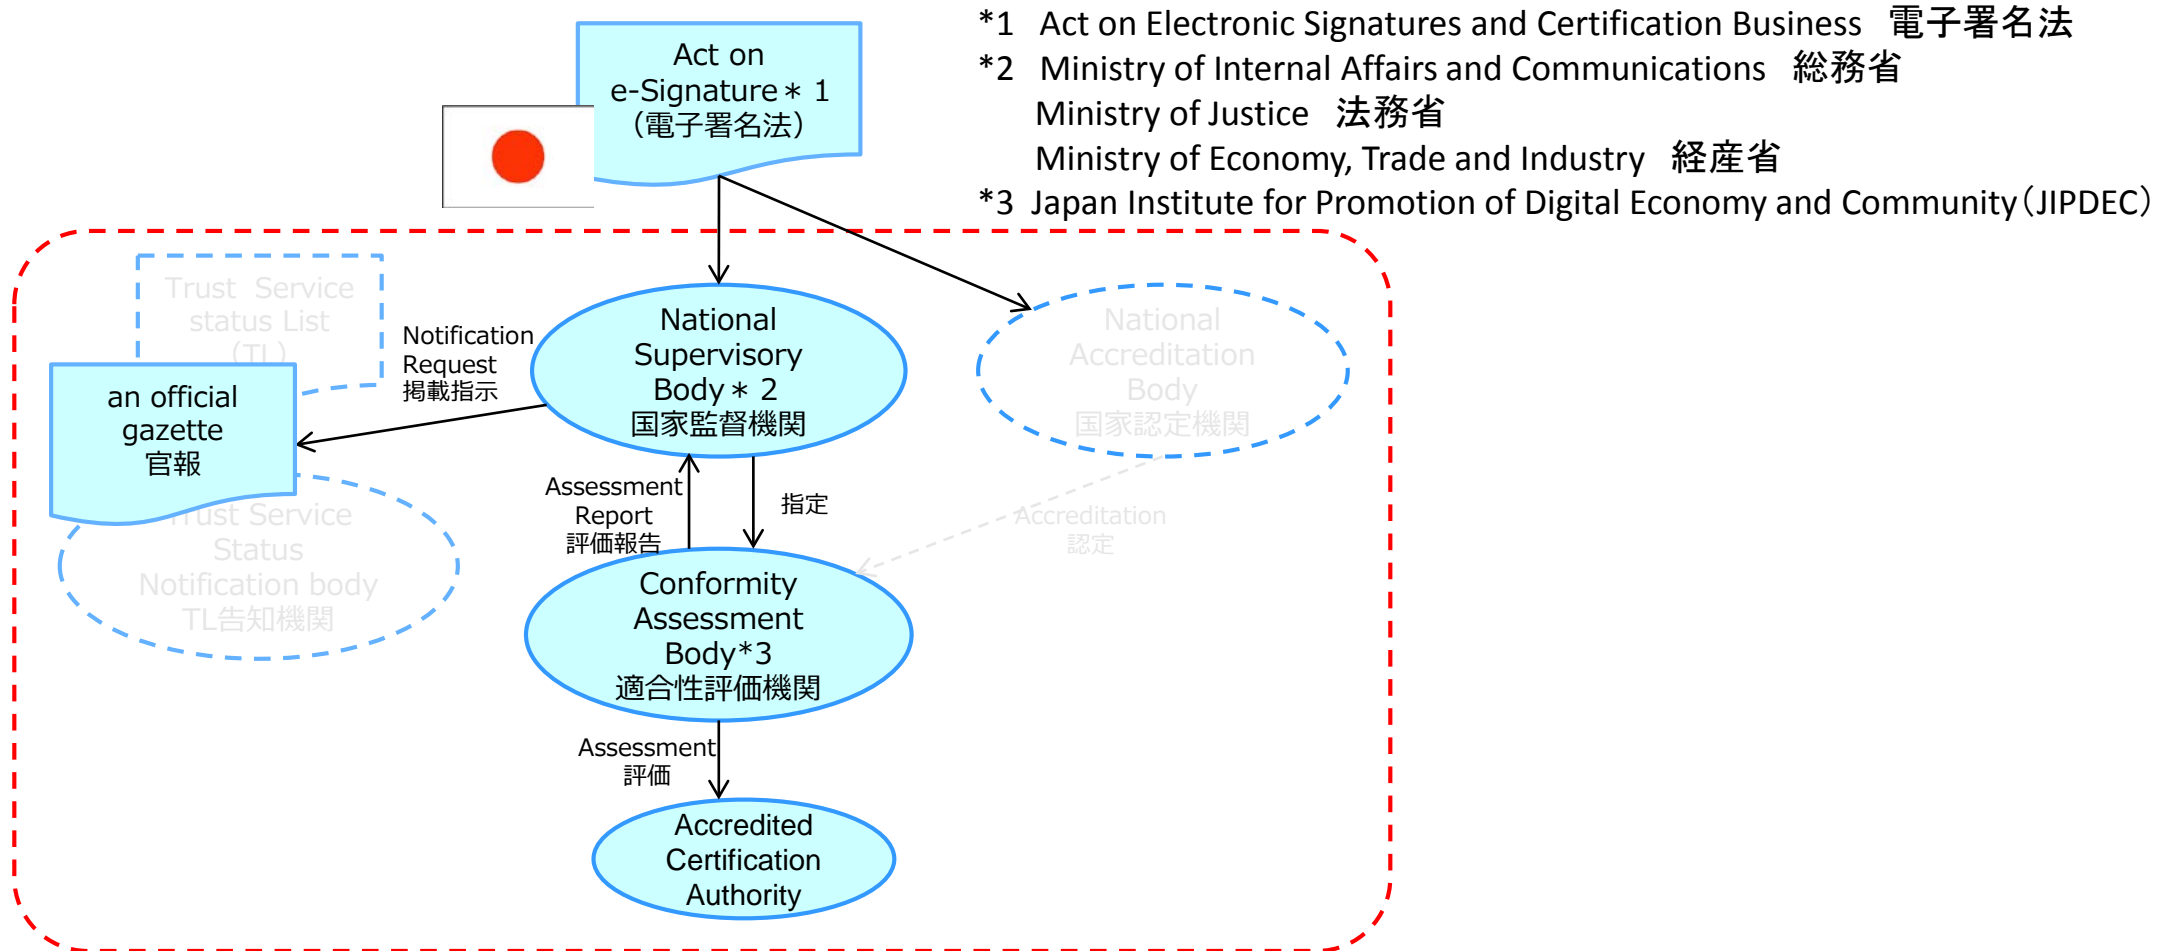 Act on
e-Signature＊ 1
（電子署名法）
*1 Act on Electronic Signatures and Certification Business 電子署名法
*2 Ministry of Internal Affairs and Communications 総務省
Ministry of Justice 法務省
Ministry of Economy, Trade and Industry 経産省
*3 Japan Institute for Promotion of Digital Economy and Community（JIPDEC）
Trust Service
status List
（TL）
an official
gazette
官報
Notification
Request
掲載指示
National
Supervisory
Body＊ 2
国家監督機関
National
Accreditation
Body
国家認定機関
Trust Service
Status
Notification body
TL告知機関
Assessment
Report
評価報告
指定
Accreditation
認定
Conformity
Assessment
Body*3
適合性評価機関
Assessment
評価
Accredited
Certification
Authority